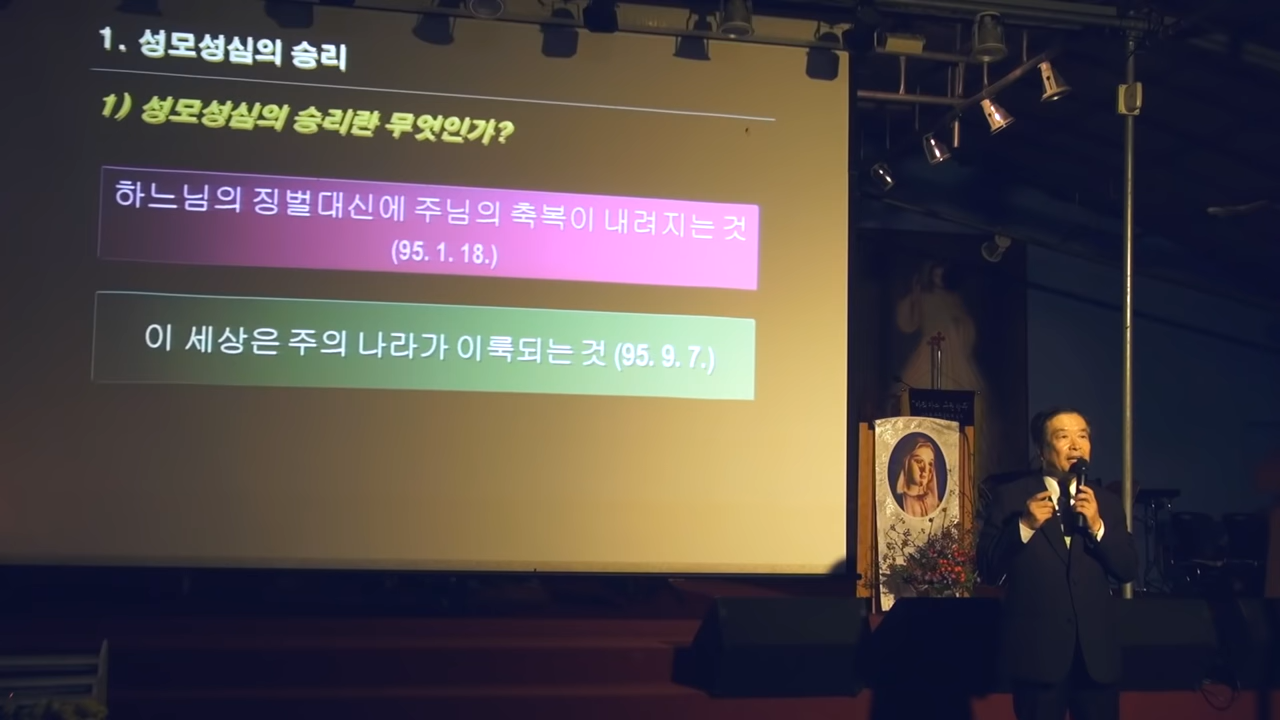 1. 성모성심의 승리
1) 성모성심의 승리란 무엇인가?
하느님의 징벌대신에 주님의 축복이 내려지는 것
(95. 1. 18.)
이 세상은 주의 나라가 이룩되는 것 (95. 9. 7.)